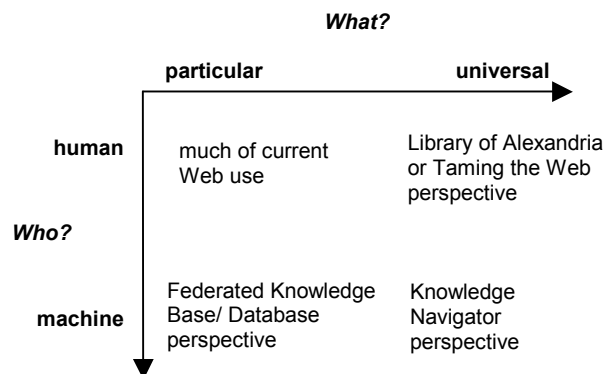 What?
particular universal
human
much of current
Web use
Library of Alexandria
or Taming the Web
perspective
Who?
machine
Federated Knowledge
Base/ Database
perspective
Knowledge
Navigator
perspective